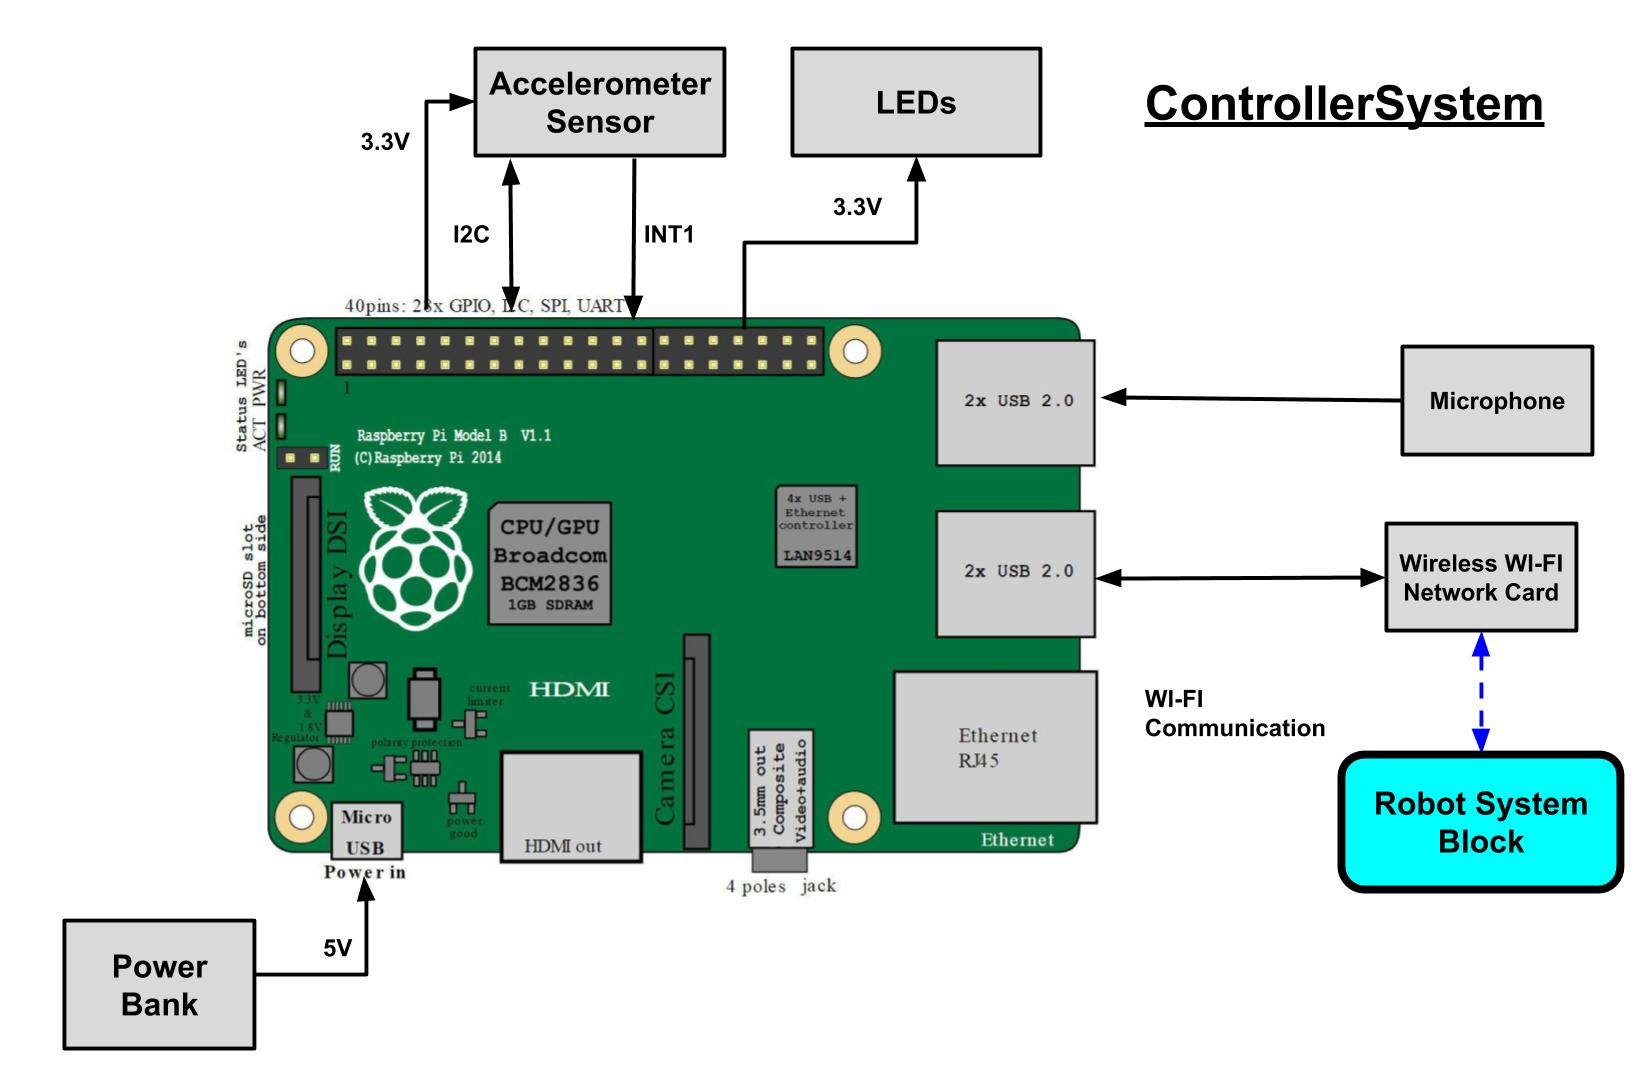 Accelerometer
Sensor
LEDs
ControllerSystem
3.3V
3.3V
I2C
INT1
40pins: 28x GPIO, I2C, SPI, UART
1
Status LED's
ACT PWR
RUN
Raspberry Pi Model B V1.1
(C)Raspberry Pi 2014
2x USB 2.0
Microphone
microSD slot
on bottom side
Display DSI
CPU/GPU
Broadcom
BCM2836
1GB SDRAM
4x USB +
Ethernet
controller
LAN9514
2x USB 2.0
Wireless WI-FI
Network Card
3.3V
&
1.8V
Regulator
current
limiter
polarity protection
power
good
HDMI
HDMI out
Camera CSI
3.5mm out
Composite
Video+audio
4 poles jack
Ethernet
RJ45
Ethernet
WI-FI
Communication
Robot System
Block
Micro
USB
Power in
5V
Power
Bank